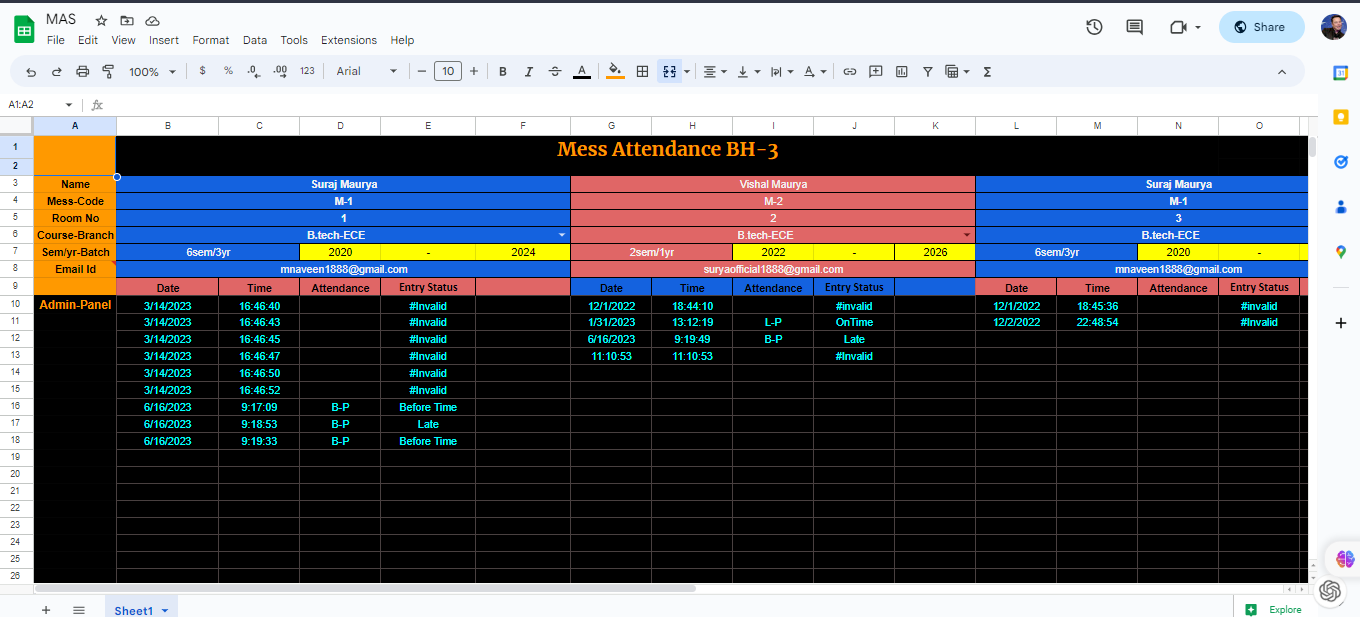 MAS
File Edit View Insert Format Data Tools Extensions Help
Share
100% $ % .0 .00 123 Arial 10 B I A
A1:A2 fx
A B C D E F G H I J K L M N O
1 Mess Attendance BH-3
2
3 Name Suraj Maurya Vishal Maurya Suraj Maurya
4 Mess-Code M-1 M-2 M-1
5 Room No 1 2 3
6 Course-Branch B.tech-ECE B.tech-ECE B.tech-ECE
7 Sem/yr-Batch 6sem/3yr 2020 - 2024 2sem/1yr 2022 - 2026 6sem/3yr 2020 -
8 Email Id mnaveen1888@gmail.com suryaofficial1888@gmail.com mnaveen1888@gmail.com
9 Date Time Attendance Entry Status Date Time Attendance Entry Status Date Time Attendance Entry Status
10 Admin-Panel 3/14/2023 16:46:40 #Invalid 12/1/2022 18:44:10 #invalid 12/1/2022 18:45:36 #invalid
11 3/14/2023 16:46:43 #Invalid 1/31/2023 13:12:19 L-P OnTime 12/2/2022 22:48:54 #Invalid
12 3/14/2023 16:46:45 #Invalid 6/16/2023 9:19:49 B-P Late
13 3/14/2023 16:46:47 #Invalid 11:10:53 11:10:53 #Invalid
14 3/14/2023 16:46:50 #Invalid
15 3/14/2023 16:46:52 #Invalid
16 6/16/2023 9:17:09 B-P Before Time
17 6/16/2023 9:18:53 B-P Late
18 6/16/2023 9:19:33 B-P Before Time
19
20
21
22
23
24
25
26
Sheet1
Explore